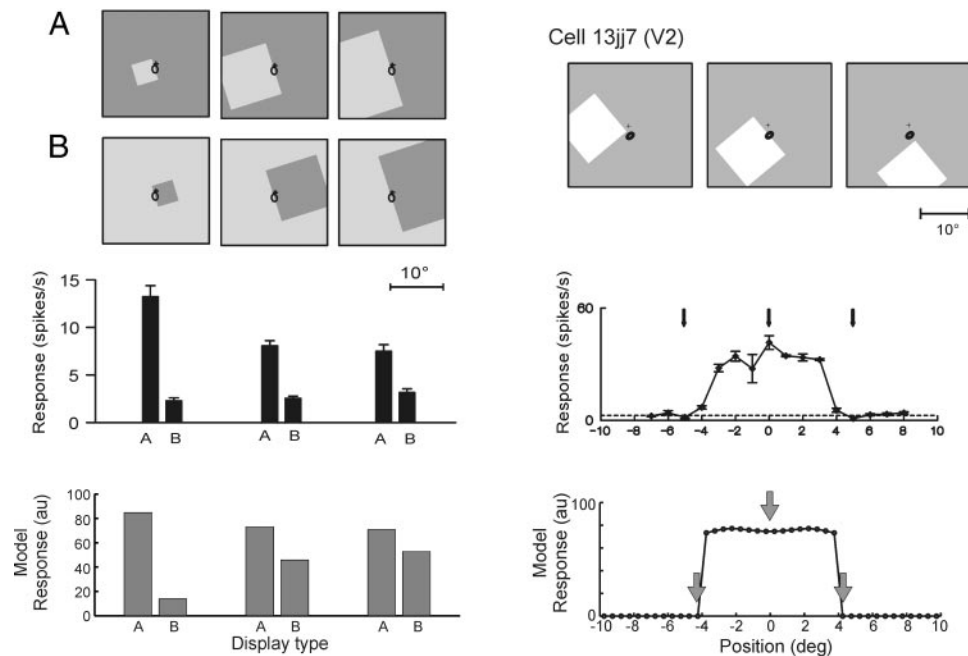 A
B
10°
Response (spikes/s)
15
10
5
0
A B A B A B
Model
Response (au)
100
80
60
40
20
0
A B A B A B
Display type
Cell 13jj7 (V2)
10°
Response (spikes/s)
60
0
-10 -8 -6 -4 -2 0 2 4 6 8 10
Model
Response (au)
100
0
-10 -8 -6 -4 -2 0 2 4 6 8 10
Position (deg)